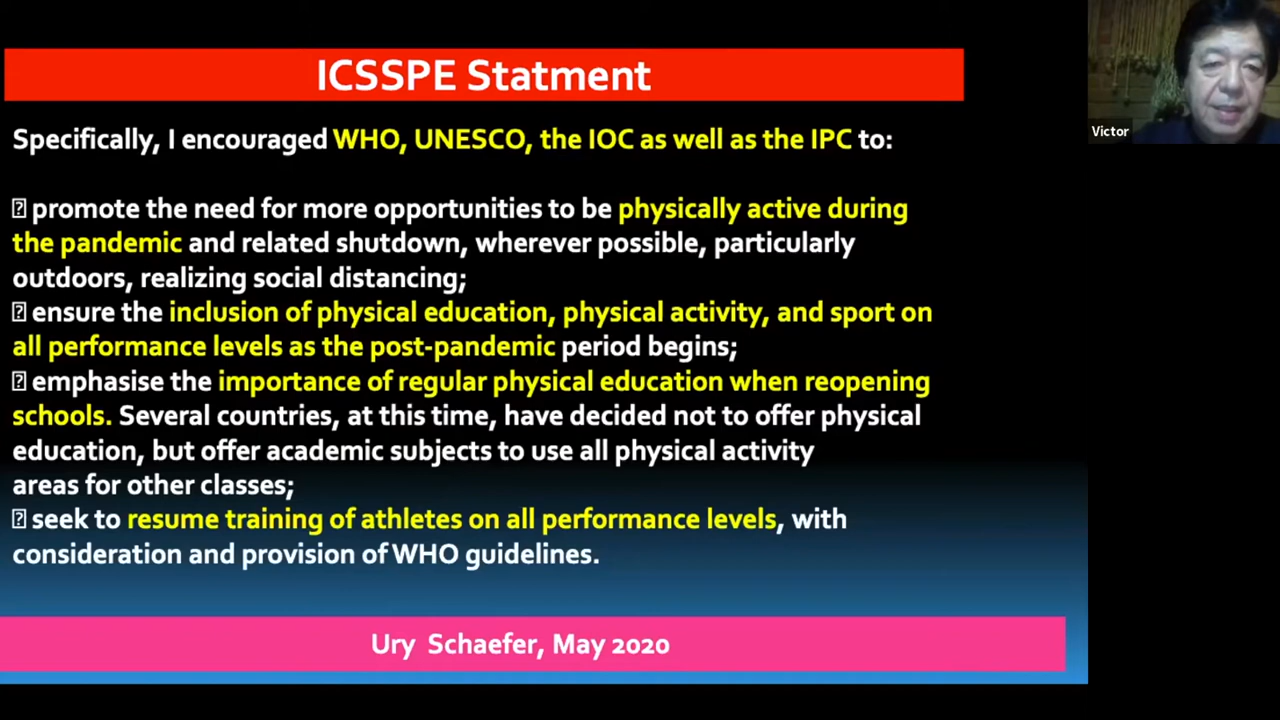 ICSSPE Statment
Specifically, I encouraged WHO, UNESCO, the IOC as well as the IPC to:
promote the need for more opportunities to be physically active during
the pandemic and related shutdown, wherever possible, particularly
outdoors, realizing social distancing;
ensure the inclusion of physical education, physical activity, and sport on
all performance levels as the post-pandemic period begins;
emphasise the importance of regular physical education when reopening
schools. Several countries, at this time, have decided not to offer physical
education, but offer academic subjects to use all physical activity
areas for other classes;
seek to resume training of athletes on all performance levels, with
consideration and provision of WHO guidelines.
Ury Schaefer, May 2020
Victor